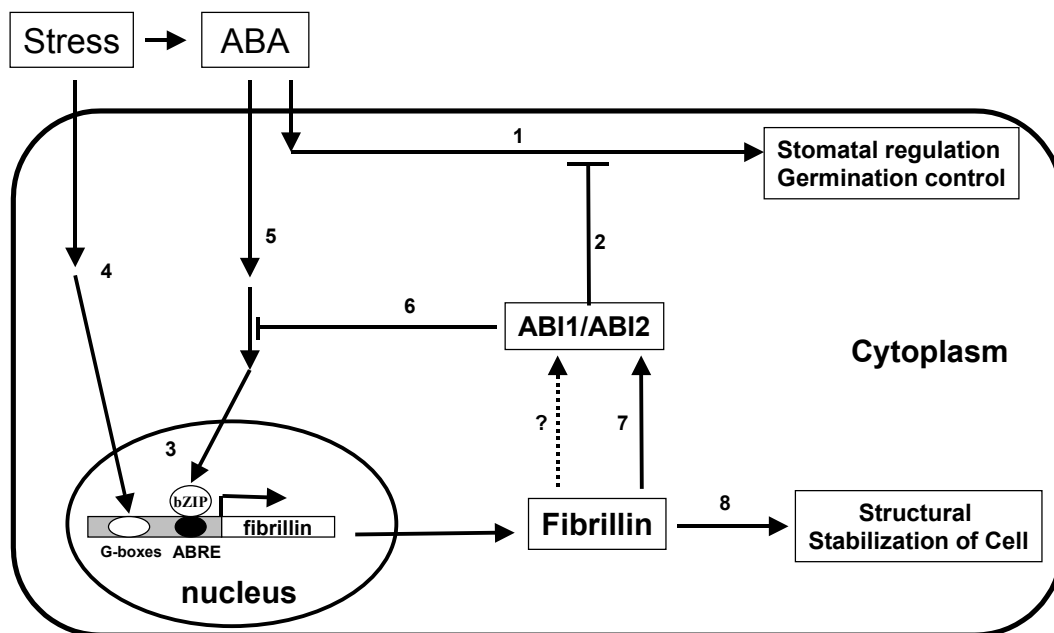 Stress
ABA
1
Stomatal regulation
Germination control
5
2
4
6
ABI1/ABI2
Cytoplasm
?
7
3
bZIP
fibrillin
G-boxes ABRE
nucleus
Fibrillin
8
Structural
Stabilization of Cell